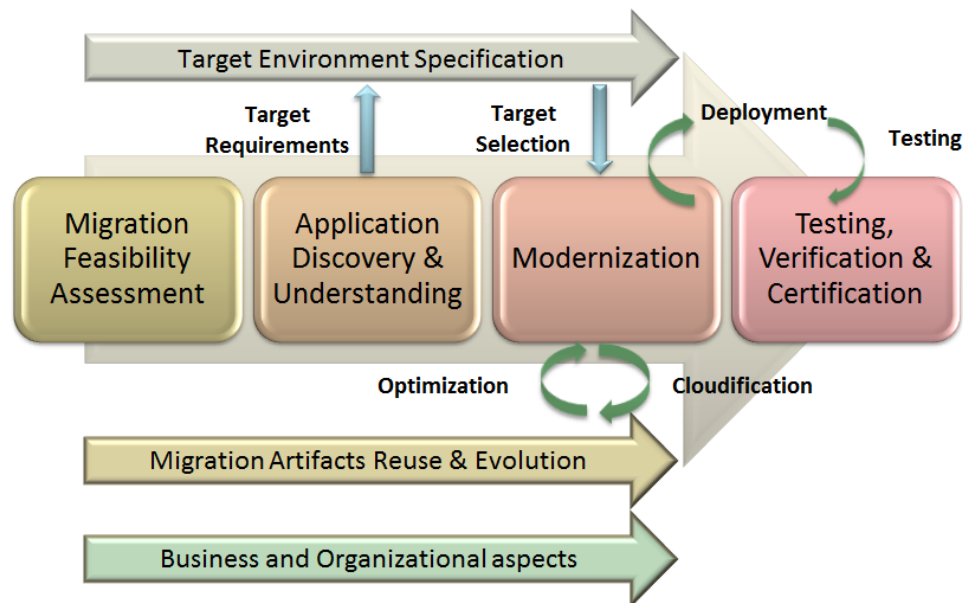 Target Environment Specification
Target
Requirements
Target
Selection
Deployment
Testing
Migration
Feasibility
Assessment
Application
Discovery &
Understanding
Modernization
Testing,
Verification &
Certification
Optimization
Cloudification
Migration Artifacts Reuse & Evolution
Business and Organizational aspects